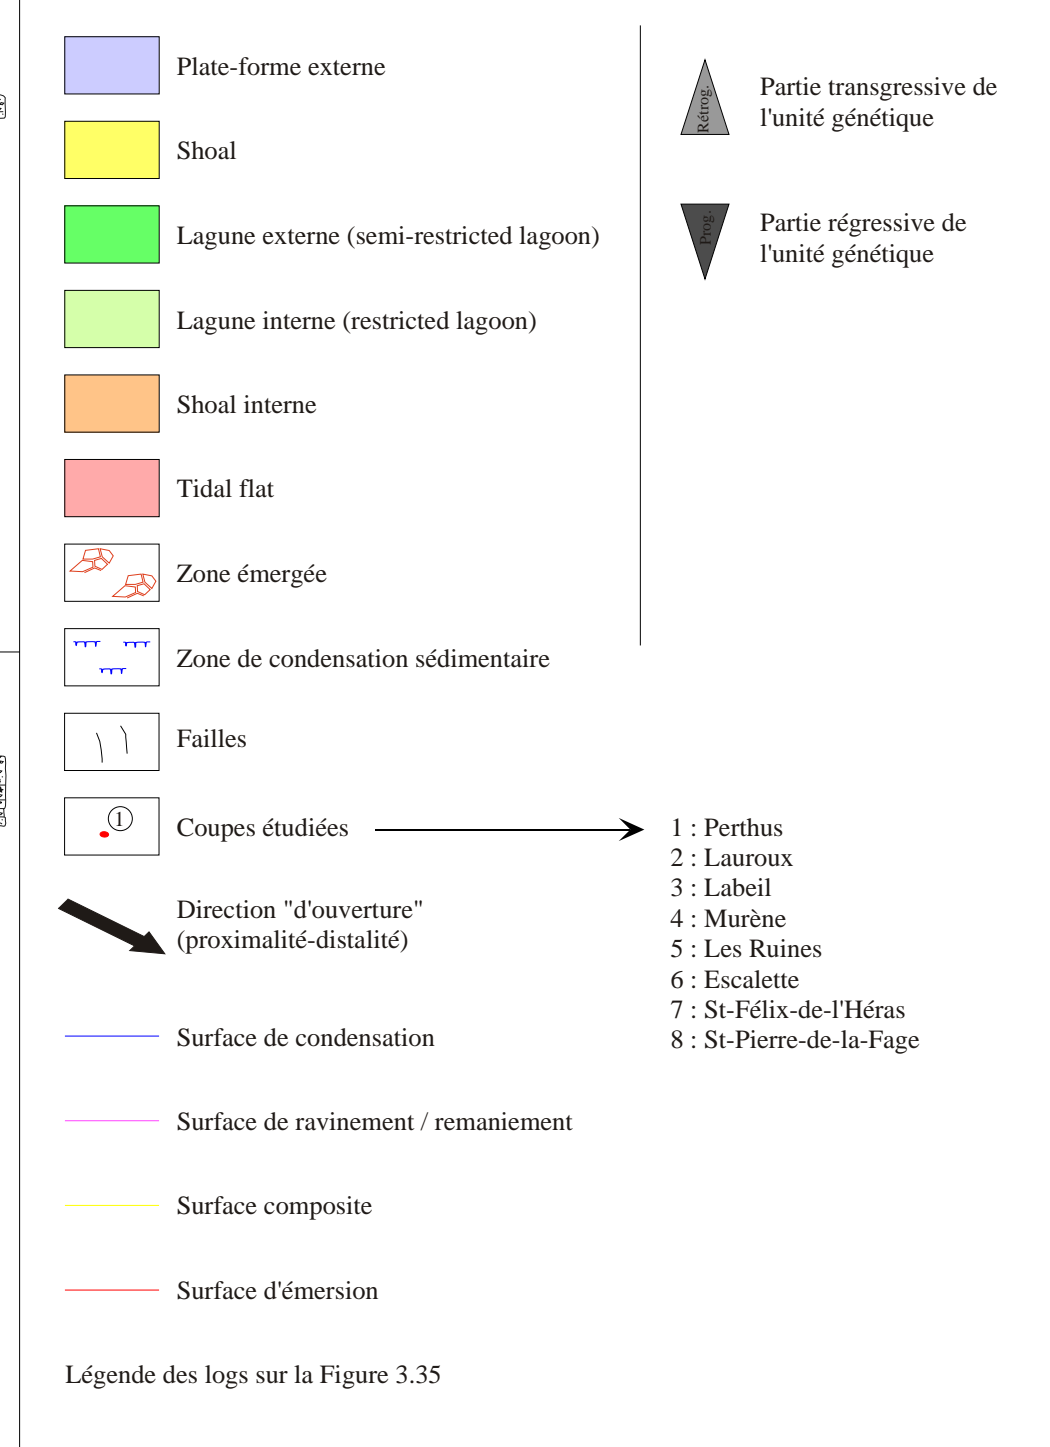 Plate-forme externe
Shoal
Lagune externe (semi-restricted lagoon)
Lagune interne (restricted lagoon)
Shoal interne
Tidal flat
Zone émergée
Zone de condensation sédimentaire
Failles
1
Coupes étudiées
Direction "d'ouverture"
(proximalité-distalité)
Surface de condensation
Surface de ravinement / remaniement
Surface composite
Surface d'émersion
Légende des logs sur la Figure 3.35
Rétrog.
Partie transgressive de
l'unité génétique
Prog.
Partie régressive de
l'unité génétique
1 : Perthus
2 : Lauroux
3 : Labeil
4 : Murène
5 : Les Ruines
6 : Escalette
7 : St-Félix-de-l'Héras
8 : St-Pierre-de-la-Fage